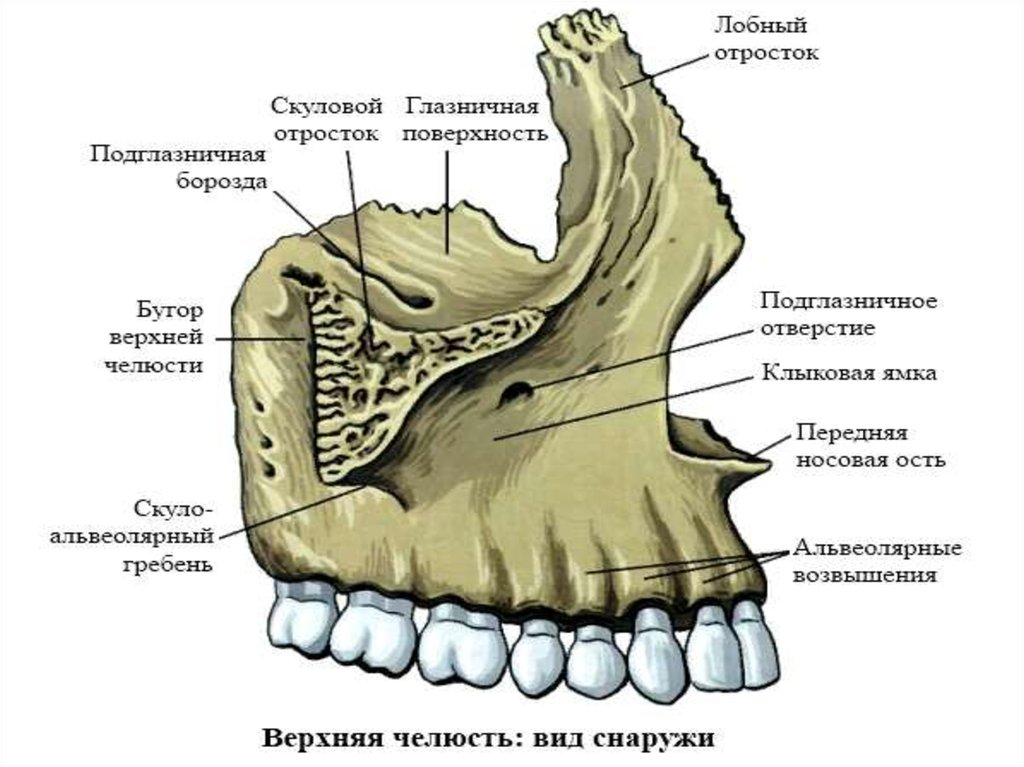 Лобный
отросток
Скуловой
отросток
Глазничная
поверхность
Подглазничная
борозда
Бугор
верхней
челюсти
Подглазничное
отверстие
Клыковая ямка
Передняя
носовая ость
Скуло-
альвеолярный
гребень
Альвеолярные
возвышения
Верхняя челюсть: вид снаружи